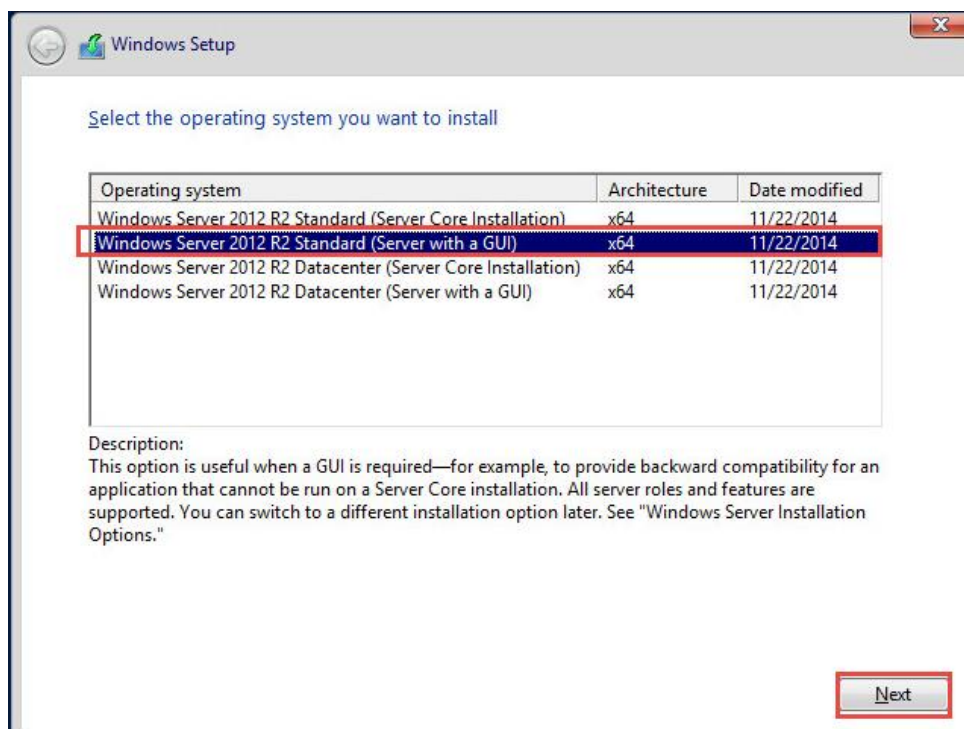 Windows Setup
Select the operating system you want to install
Operating system Architecture Date modified
Windows Server 2012 R2 Standard (Server Core Installation) x64 11/22/2014
Windows Server 2012 R2 Standard (Server with a GUI) x64 11/22/2014
Windows Server 2012 R2 Datacenter (Server Core Installation) x64 11/22/2014
Windows Server 2012 R2 Datacenter (Server with a GUI) x64 11/22/2014
Description:
This option is useful when a GUI is required—for example, to provide backward compatibility for an
application that cannot be run on a Server Core installation. All server roles and features are
supported. You can switch to a different installation option later. See "Windows Server Installation
Options."
Next